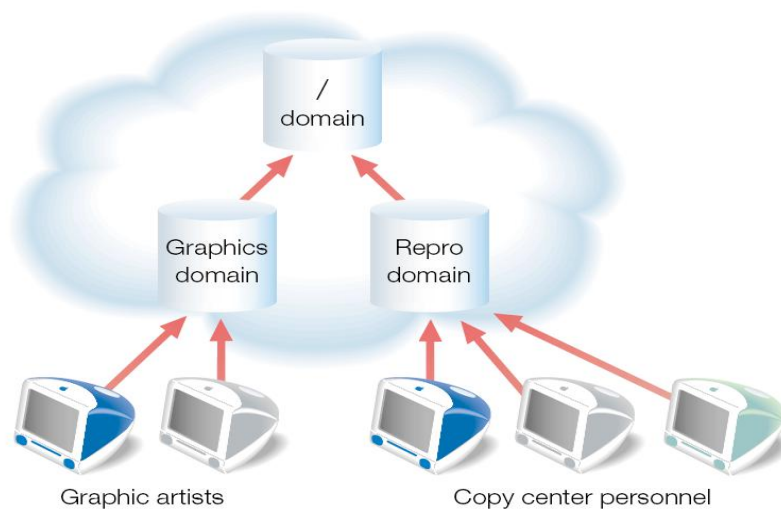 /
domain
Graphics
domain
Repro
domain
Graphic artists
Copy center personnel